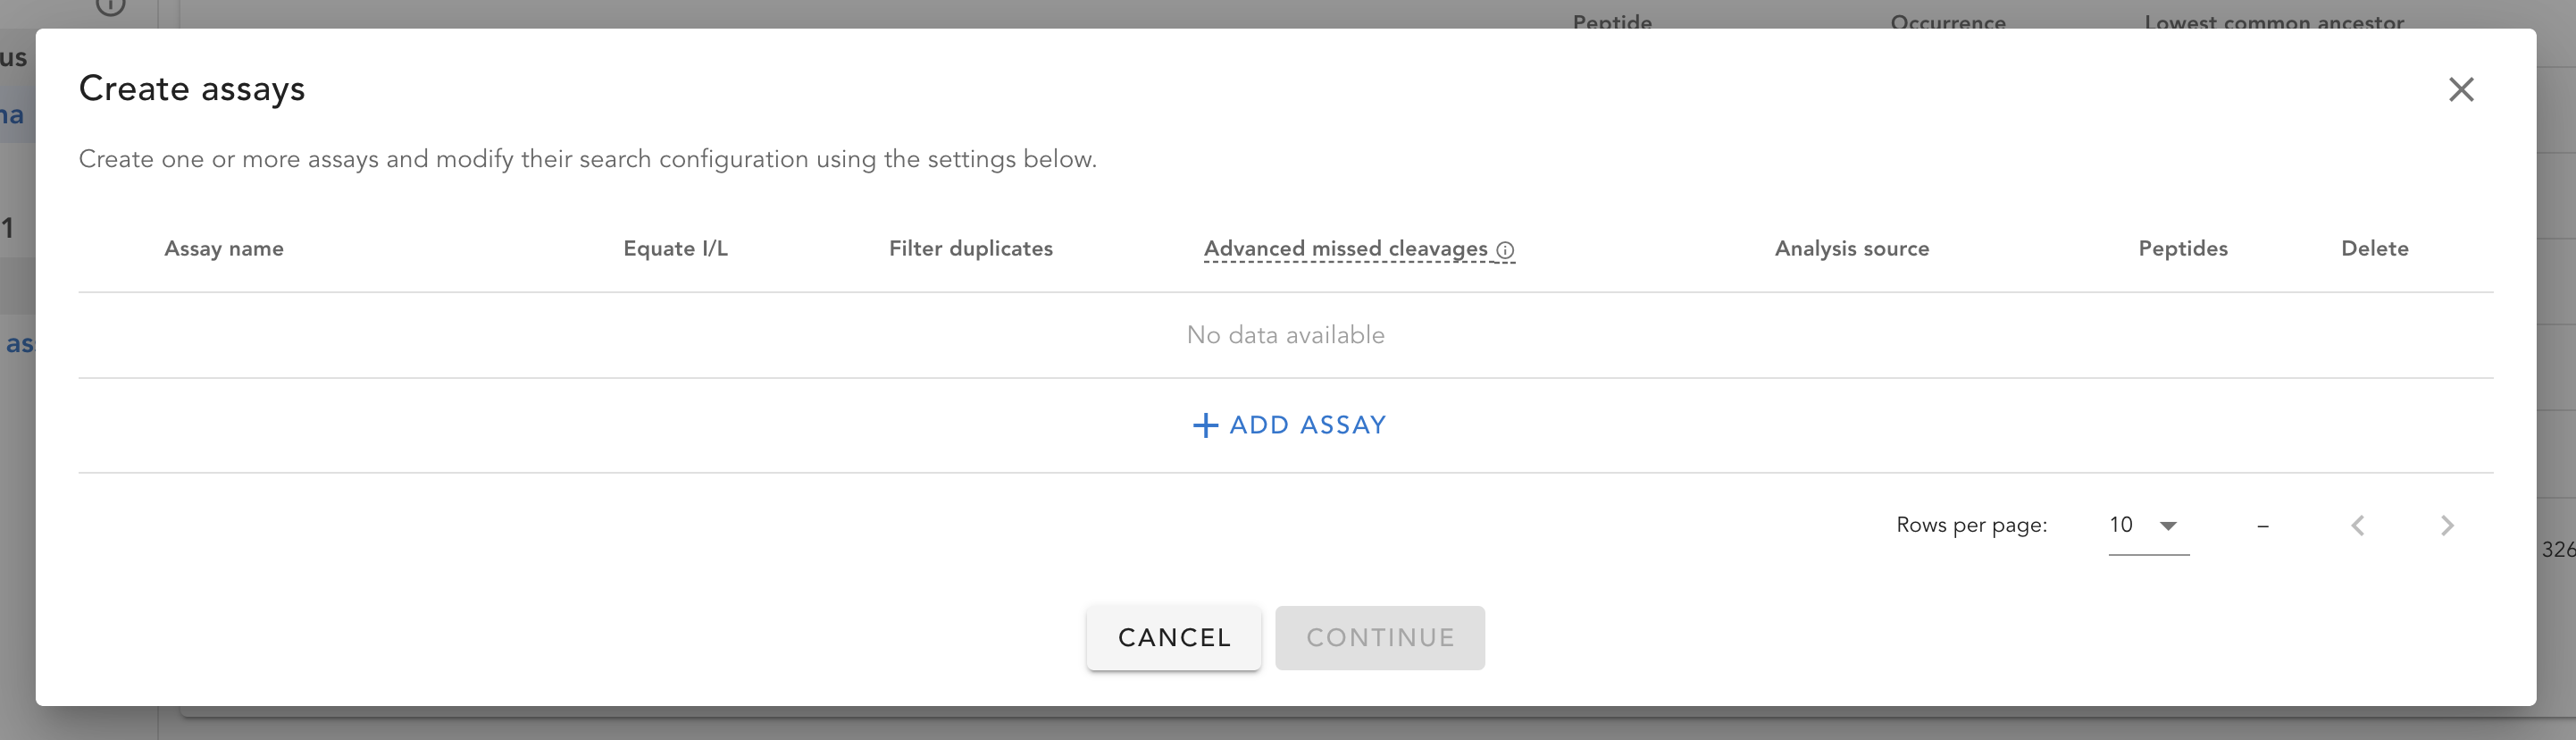 Peptide Occurrence Lowest common ancestor
us
Create assays
na
Create one or more assays and modify their search configuration using the settings below.
1
Assay name Equate I/L Filter duplicates Advanced missed cleavages Analysis source Peptides Delete
No data available
ass
+ ADD ASSAY
Rows per page: 10 –
326
CANCEL CONTINUE